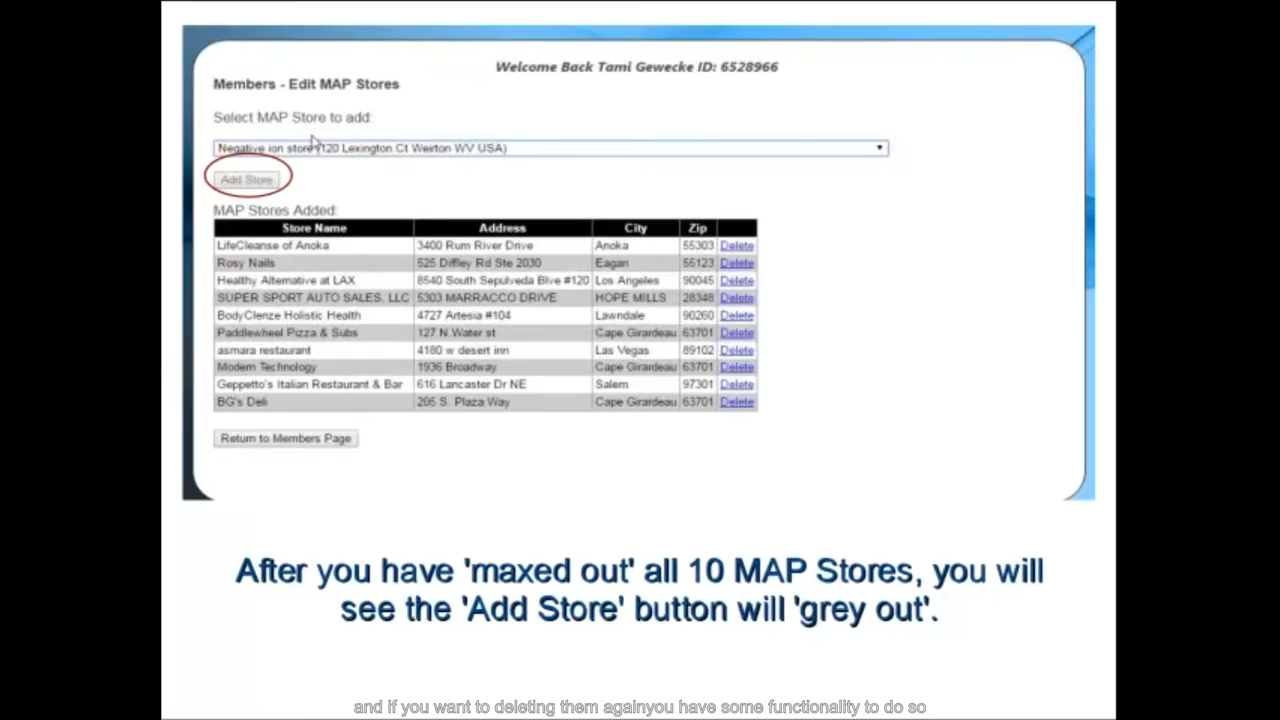 Welcome Back Tami Gewecke ID: 6528966
Members - Edit MAP Stores
Select MAP Store to add:
Negative ion store (120 Lexington Ct Weirton WV USA)
Add Store
MAP Stores Added:
Store Name Address City Zip
LifeCleanse of Anoka 3400 Rum River Drive Anoka 55303 Delete
Rosy Nails 525 Diffley Rd Ste 2030 Eagan 55123 Delete
Healthy Alternative at LAX 8540 South Sepulveda Blve #120 Los Angeles 90045 Delete
SUPER SPORT AUTO SALES, LLC 5303 MARRACCO DRIVE HOPE MILLS 28348 Delete
BodyClenze Holistic Health 4727 Artesia #104 Lawndale 90260 Delete
Paddlewheel Pizza & Subs 127 N Water st Cape Girardeau 63701 Delete
asmara restaurant 4180 w desert inn Las Vegas 89102 Delete
Modern Technology 1936 Broadway Cape Girardeau 63701 Delete
Geppetto's Italian Restaurant & Bar 616 Lancaster Dr NE Salem 97301 Delete
BG's Deli 205 S. Plaza Way Cape Girardeau 63701 Delete
Return to Members Page
After you have 'maxed out' all 10 MAP Stores, you will
see the 'Add Store' button will 'grey out'.
and if you want to deleting them againyou have some functionality to do so